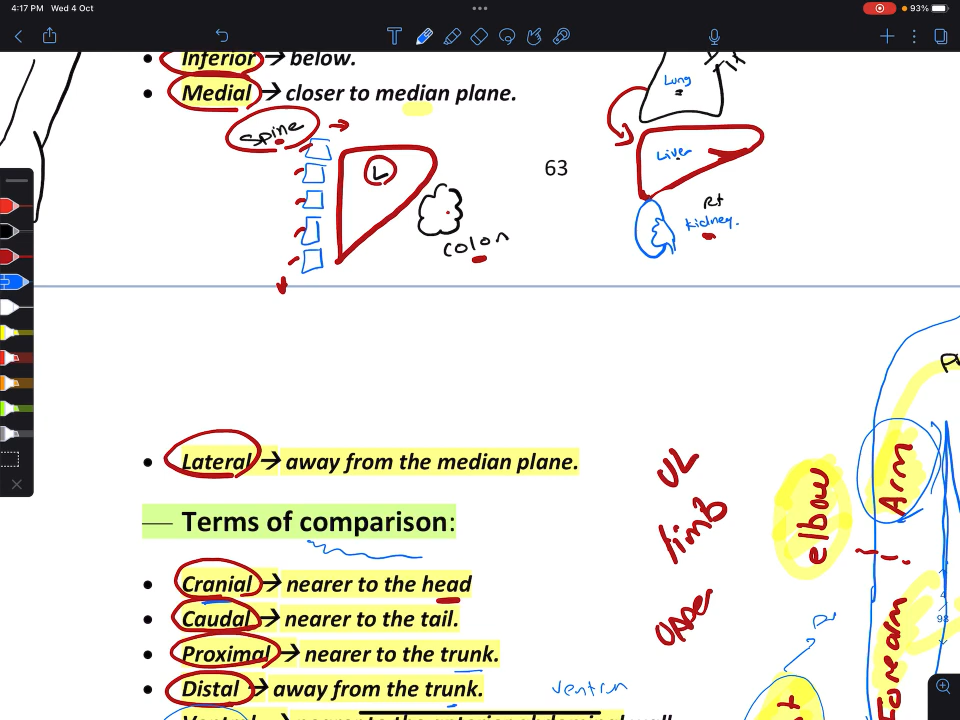 4:17 PM Wed 4 Oct
93%
• Inferior → below.
• Medial → closer to median plane.
Lung
Spine
L
63
Liver
Rt
kidney.
colon
• Lateral → away from the median plane.
UL
limb
upper
elbow
Arm
Forearm
— Terms of comparison:
• Cranial → nearer to the head
• Caudal → nearer to the tail.
• Proximal → nearer to the trunk.
• Distal → away from the trunk.
4
98